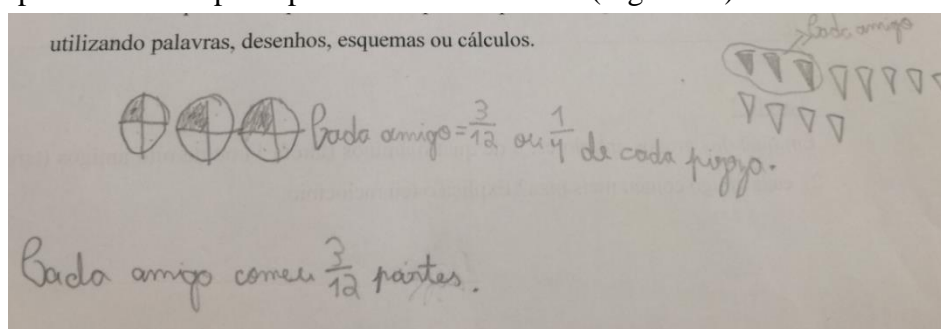 utilizando palavras, desenhos, esquemas ou cálculos.
Cada amigo
Cada amigo = 3/12 ou 1/4 de cada pizza.
Cada amigo comeu 3/12 partes.